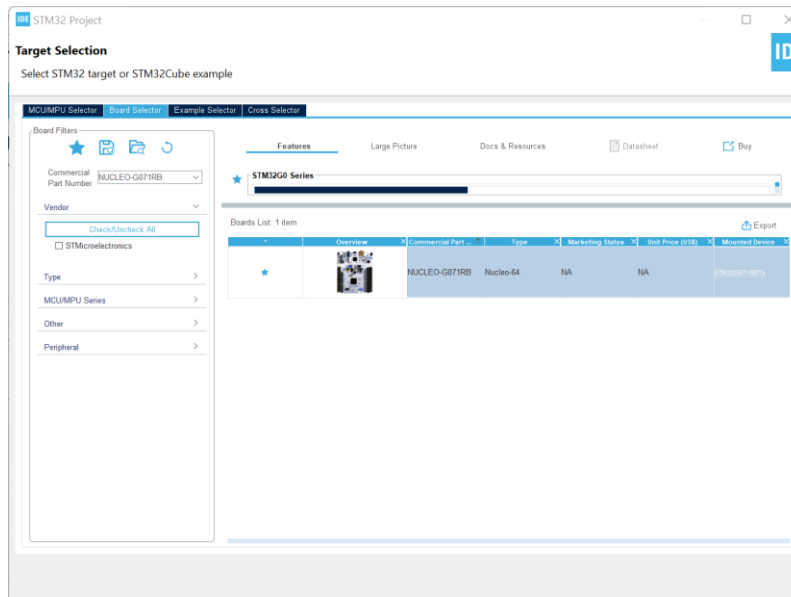 IDE STM32 Project
Target Selection
Select STM32 target or STM32Cube example
ID
MCU/MPU Selector Board Selector Example Selector Cross Selector
Board Filters
Commercial Part Number NUCLEO-G071RB
Vendor
Check/Uncheck All
STMicroelectronics
Type
MCU/MPU Series
Other
Peripheral
Features Large Picture Docs & Resources Datasheet Buy
STM32G0 Series
Boards List: 1 item Export
* Overview Commercial Part ... Type Marketing Status Unit Price (US$) Mounted Device
NUCLEO-G071RB Nucleo-64 NA NA STM32G071RBTx